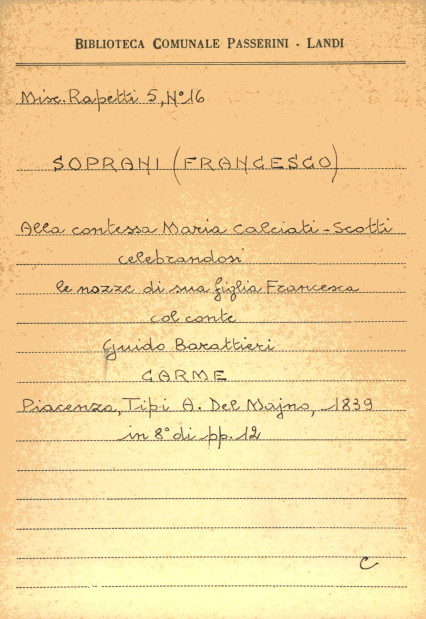 BIBLIOTECA COMUNALE PASSERINI - LANDI
Misc. Rapetti 5, N° 16
SOPRANI (FRANCESCO)
Alla contessa Maria Calciati - Scotti
celebrandosi
le nozze di sua figlia Francesca
col conte
Guido Barattieri
CARME
Piacenza, Tipi A. Del Majno, 1839
in 8° di pp. 12
C